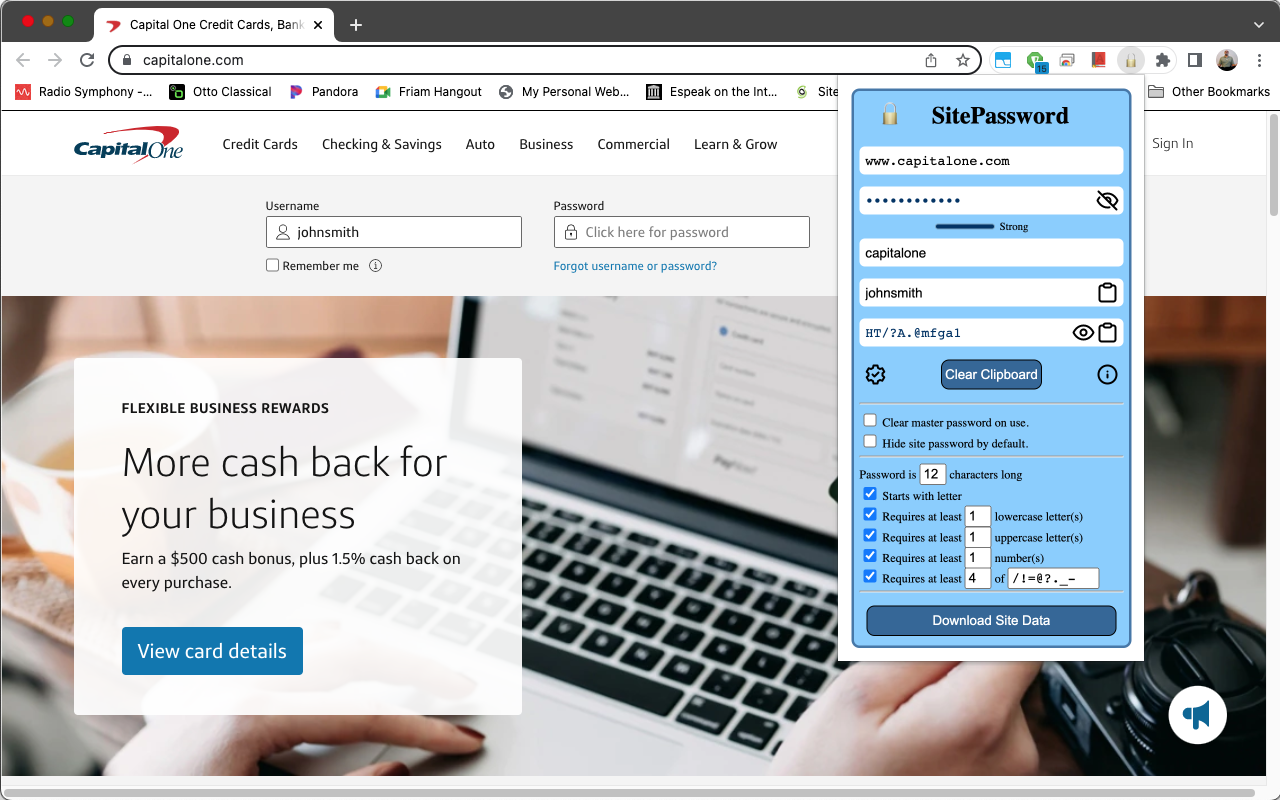 Capital One Credit Cards, Bank
capitalone.com
15
Radio Symphony -...
Otto Classical
Pandora
Friam Hangout
My Personal Web...
Espeak on the Int...
Site
Other Bookmarks
Capital One
Credit Cards
Checking & Savings
Auto
Business
Commercial
Learn & Grow
Sign In
Username
johnsmith
Remember me
Password
Click here for password
Forgot username or password?
FLEXIBLE BUSINESS REWARDS
More cash back for
your business
Earn a $500 cash bonus, plus 1.5% cash back on
every purchase.
View card details
SitePassword
www.capitalone.com
••••••••••••
Strong
capitalone
johnsmith
HT/?A.@mfga1
Clear Clipboard
Clear master password on use.
Hide site password by default.
Password is 12 characters long
Starts with letter
Requires at least 1 lowercase letter(s)
Requires at least 1 uppercase letter(s)
Requires at least 1 number(s)
Requires at least 4 of /!=@?._-
Download Site Data